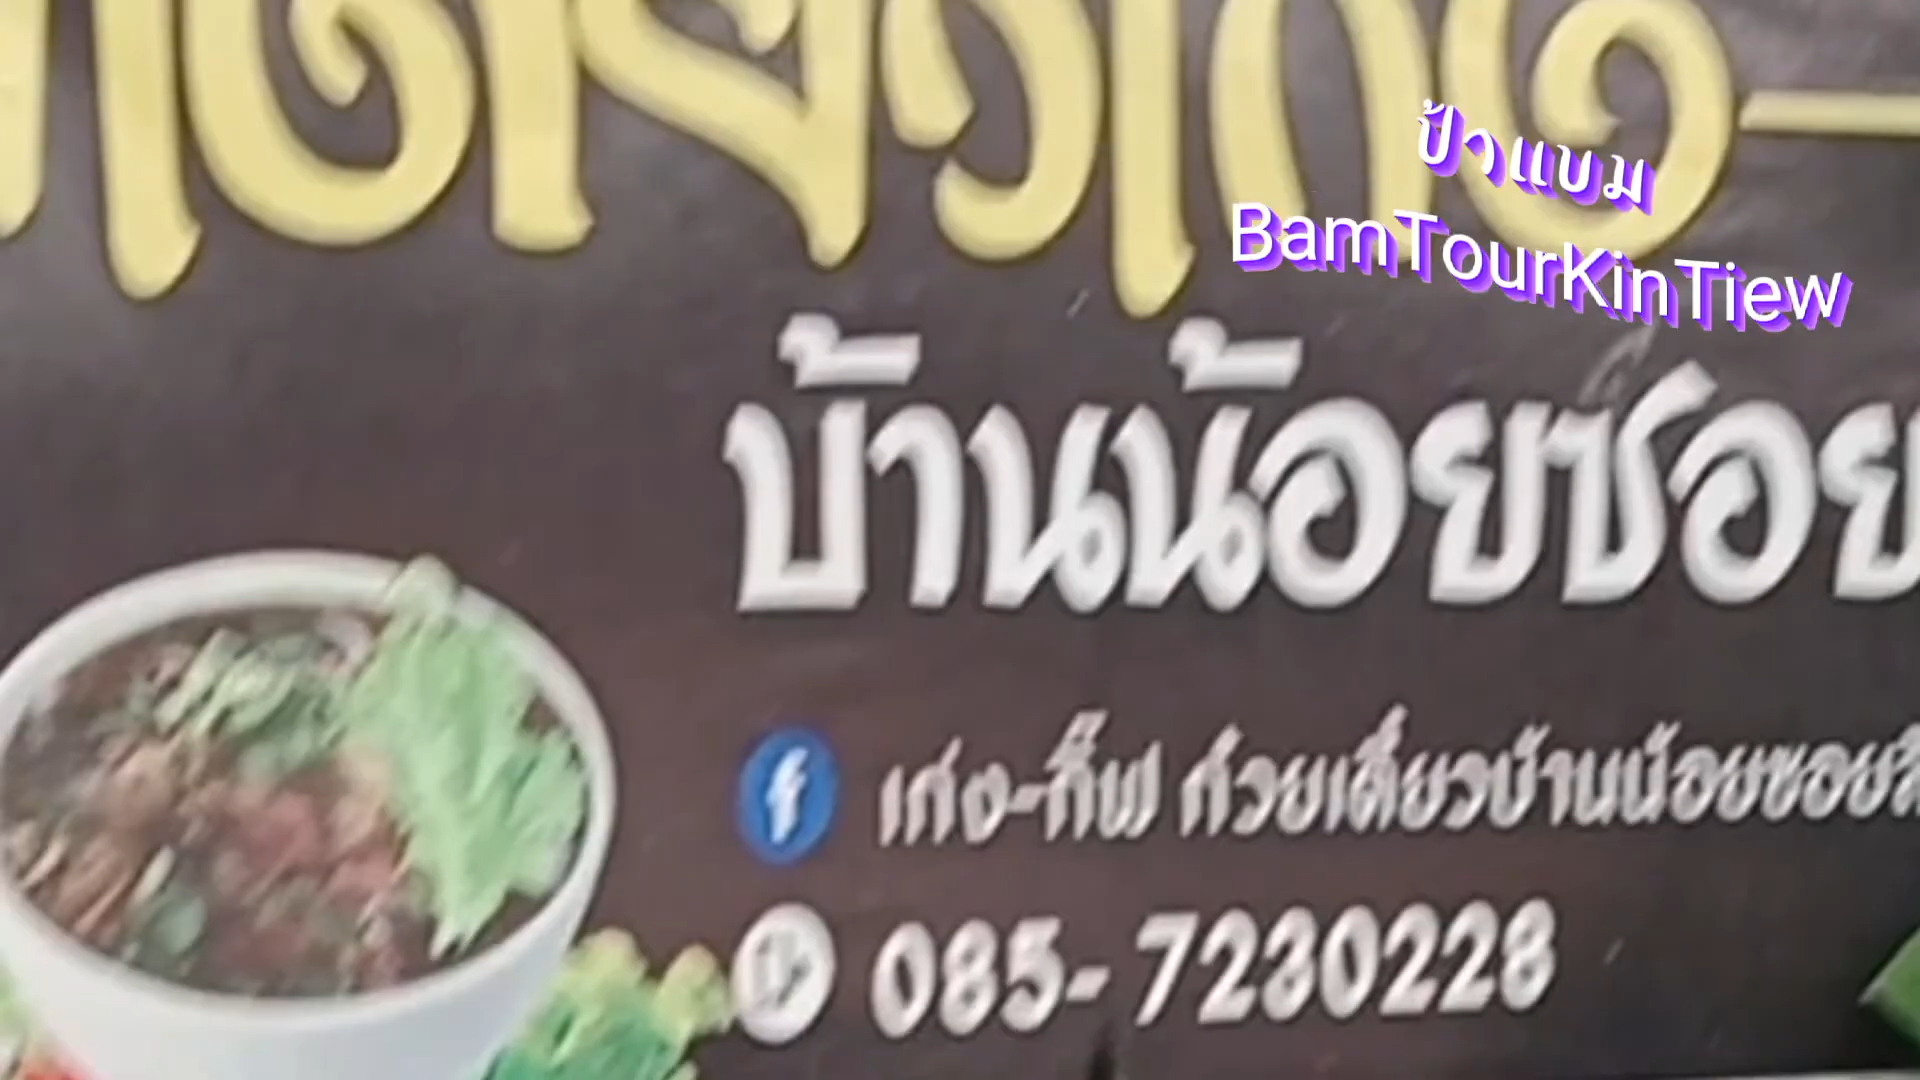 ป้าแบม
BamTourKinTiew
บ้านน้อยซอย
เก่ง-กิ๊ฟ ก๋วยเตี๋ยวบ้านน้อยซอย
085-7230228